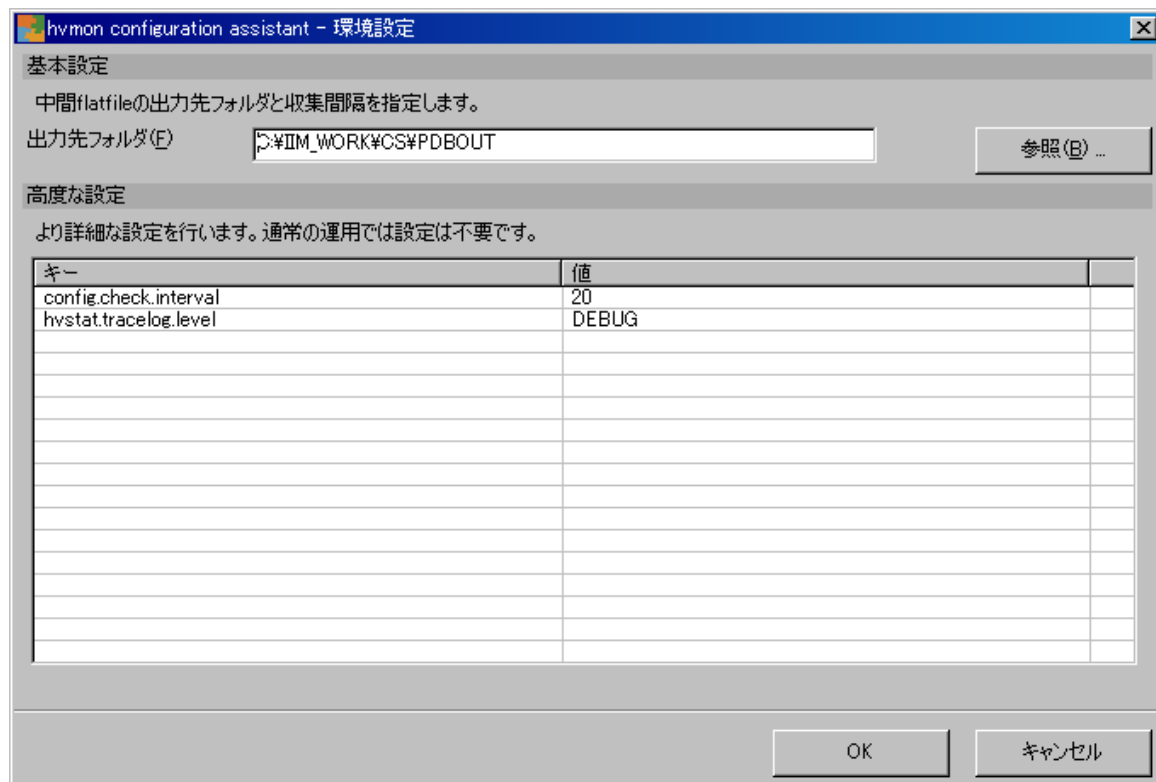 hvmon configuration assistant - 環境設定
基本設定
中間flatfileの出力先フォルダと収集間隔を指定します。
出力先フォルダ(F)
C:¥IIM_WORK¥CS¥PDBOUT
参照(B) ...
高度な設定
より詳細な設定を行います。通常の運用では設定は不要です。
キー 値
config.check.interval 20
hvstat.tracelog.level DEBUG
OK キャンセル